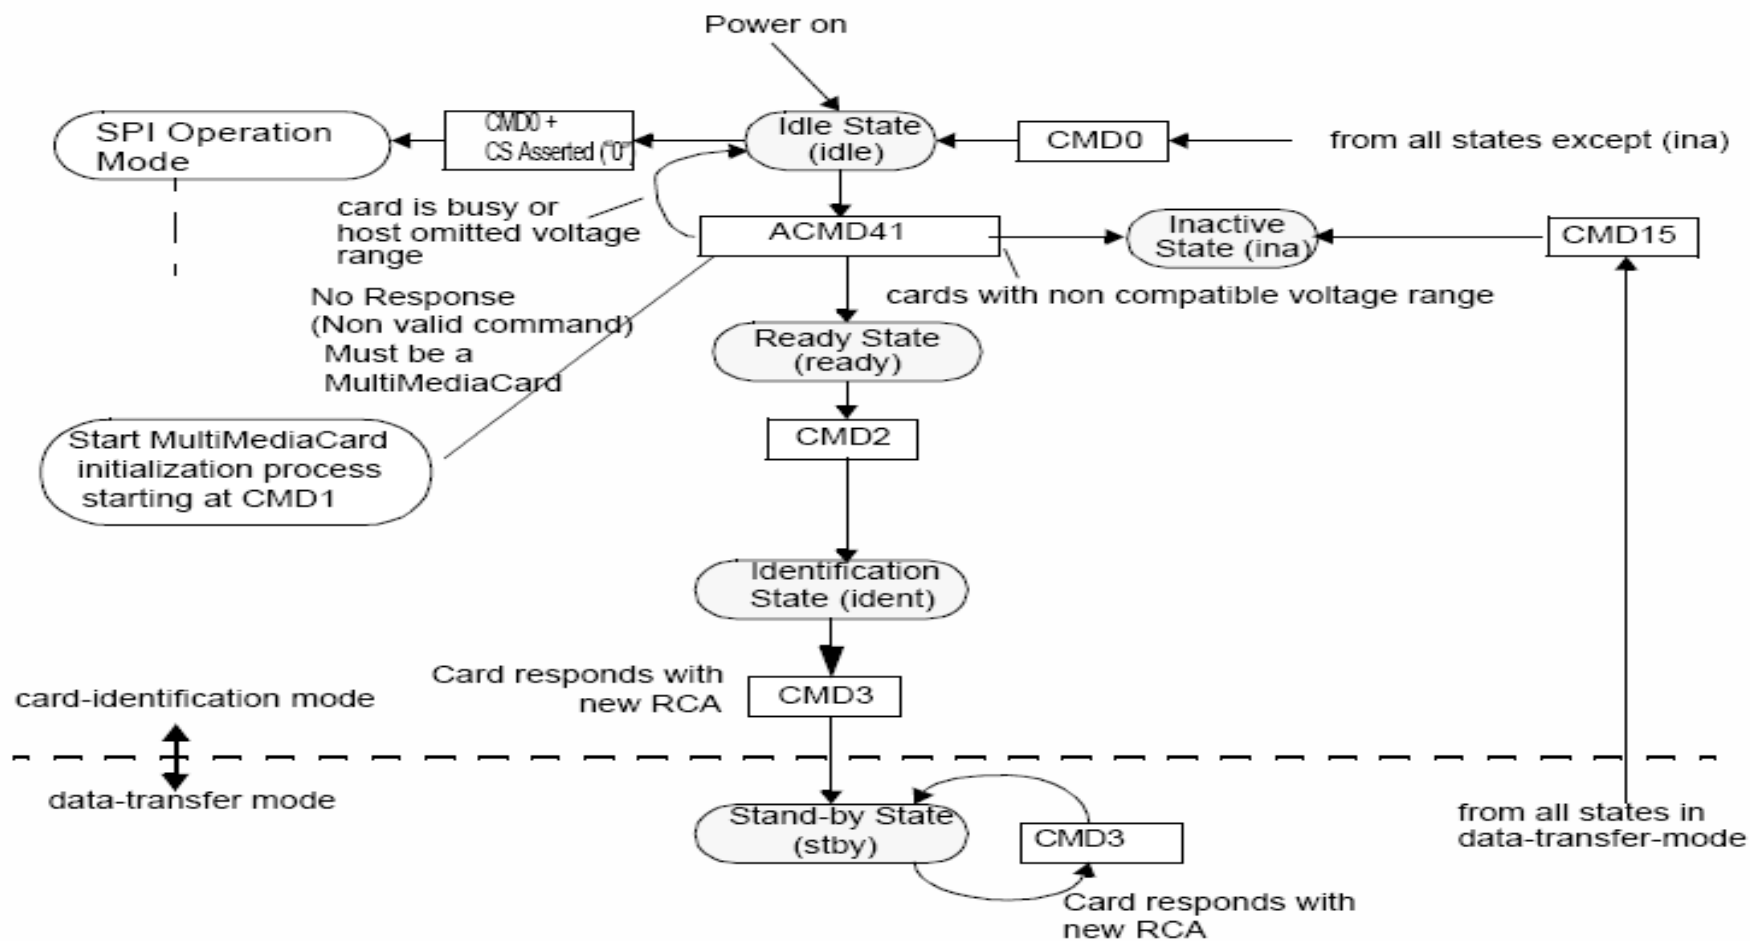 Power on
SPI Operation
Mode
CMD0 +
CS Asserted ("0")
Idle State
(idle)
CMD0
from all states except (ina)
card is busy or
host omitted voltage
range
ACMD41
Inactive
State (ina)
CMD15
No Response
(Non valid command)
Must be a
MultiMediaCard
cards with non compatible voltage range
Ready State
(ready)
CMD2
Start MultiMediaCard
initialization process
starting at CMD1
Identification
State (ident)
Card responds with
new RCA
CMD3
card-identification mode
data-transfer mode
Stand-by State
(stby)
CMD3
Card responds with
new RCA
from all states in
data-transfer-mode